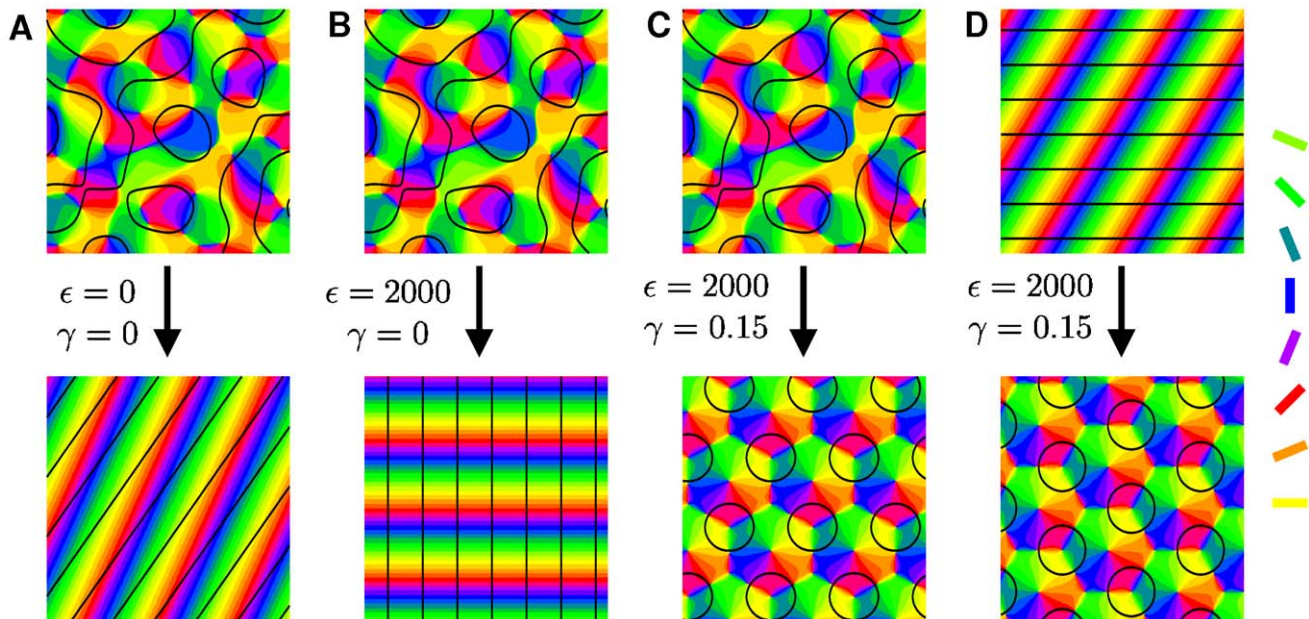 A
B
C
D
ϵ = 0
γ = 0
ϵ = 2000
γ = 0
ϵ = 2000
γ = 0.15
ϵ = 2000
γ = 0.15